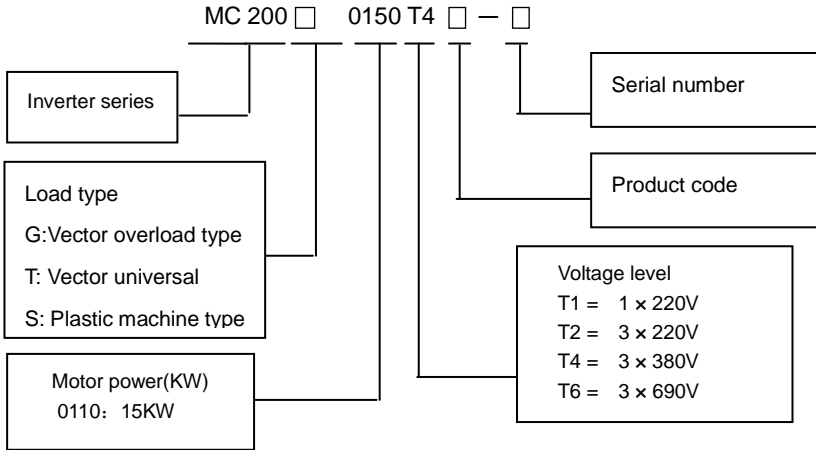 MC 200 □ 0150 T4 □ — □
Inverter series
Serial number
Load type
G:Vector overload type
T: Vector universal
S: Plastic machine type
Product code
Voltage level
T1 = 1 × 220V
T2 = 3 × 220V
T4 = 3 × 380V
T6 = 3 × 690V
Motor power(KW)
0110：15KW